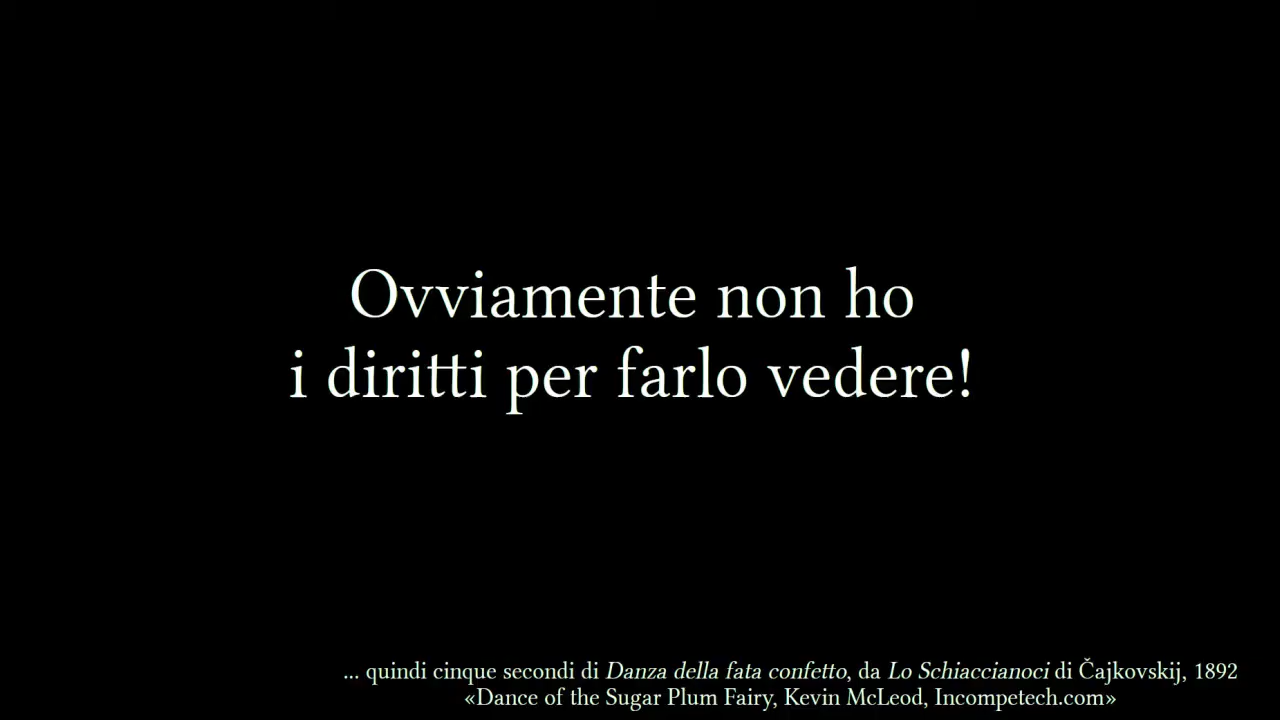 Ovviamente non ho
i diritti per farlo vedere!
... quindi cinque secondi di Danza della fata confetto, da Lo Schiaccianoci di Čajkovskij, 1892
«Dance of the Sugar Plum Fairy, Kevin McLeod, Incompetech.com»